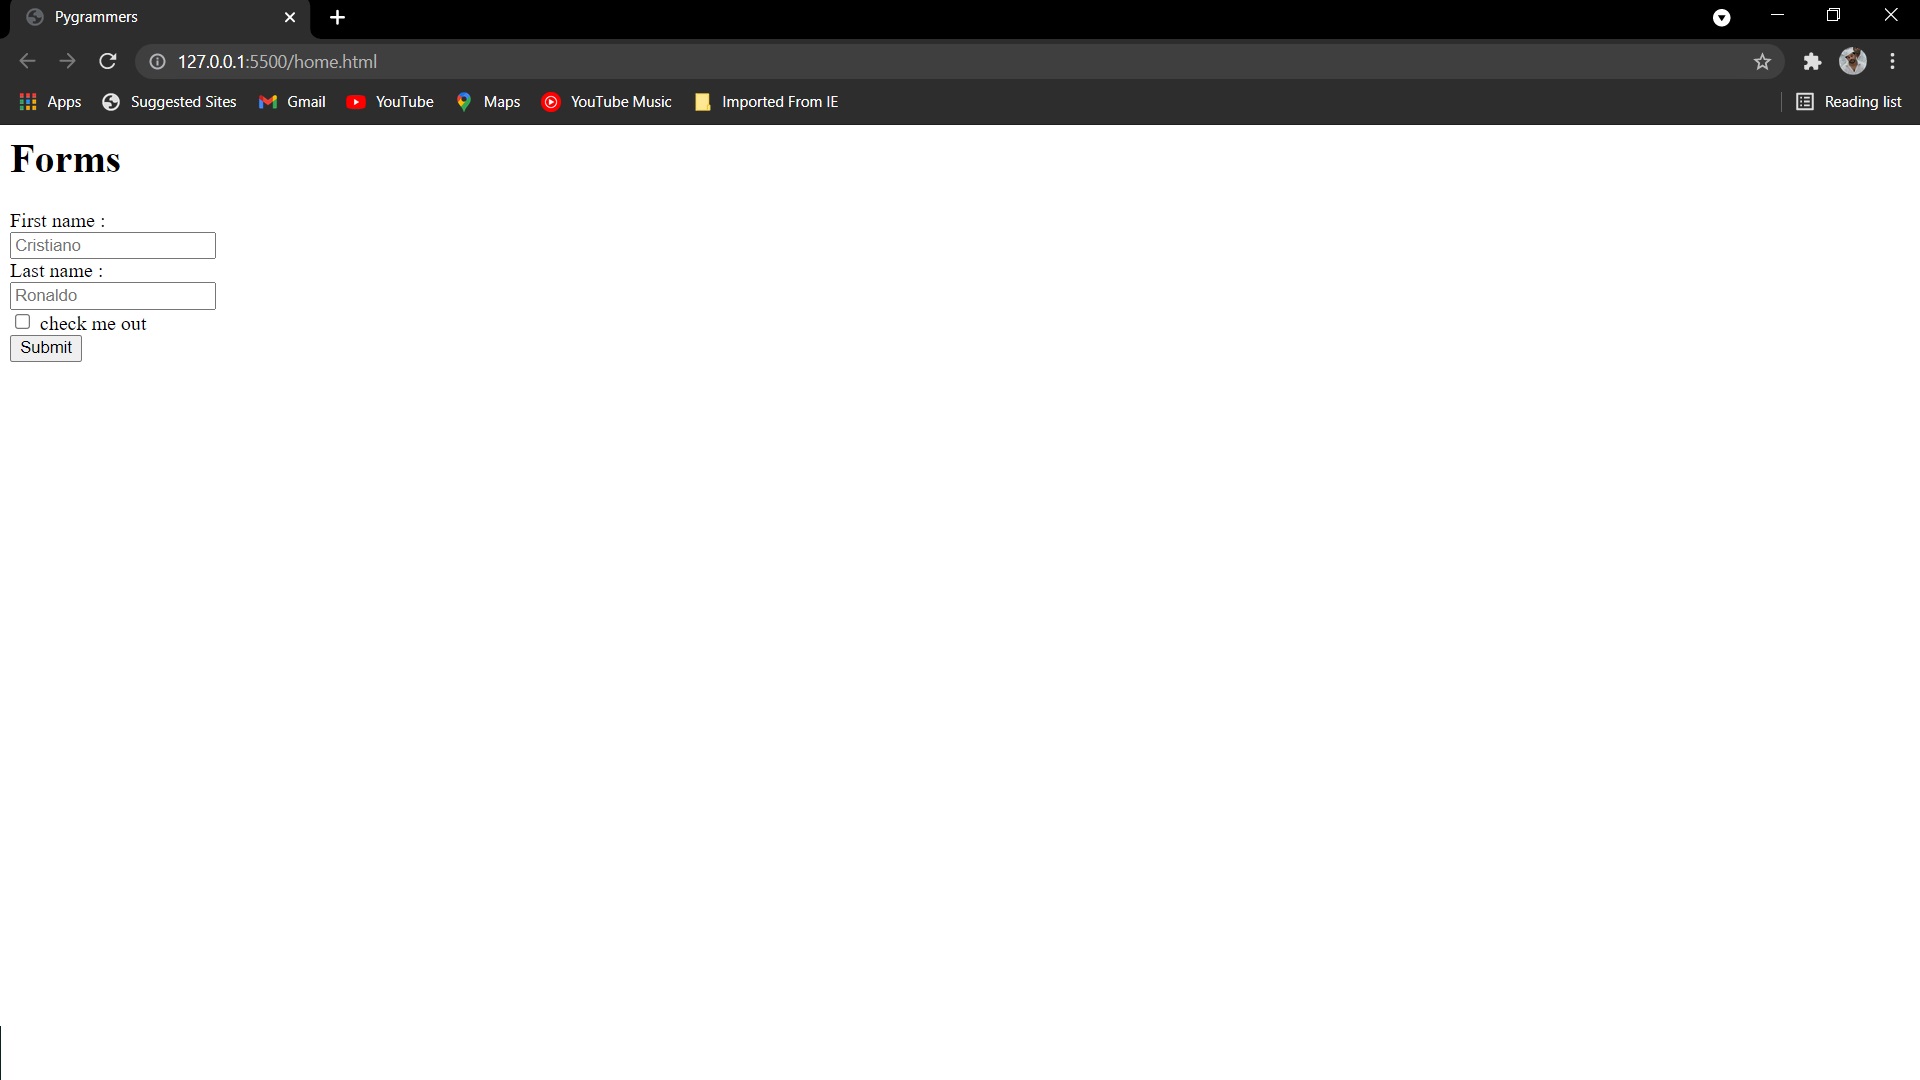 Pygrammers
127.0.0.1:5500/home.html
Apps Suggested Sites Gmail YouTube Maps YouTube Music Imported From IE Reading list
Forms
First name :
Cristiano
Last name :
Ronaldo
check me out
Submit